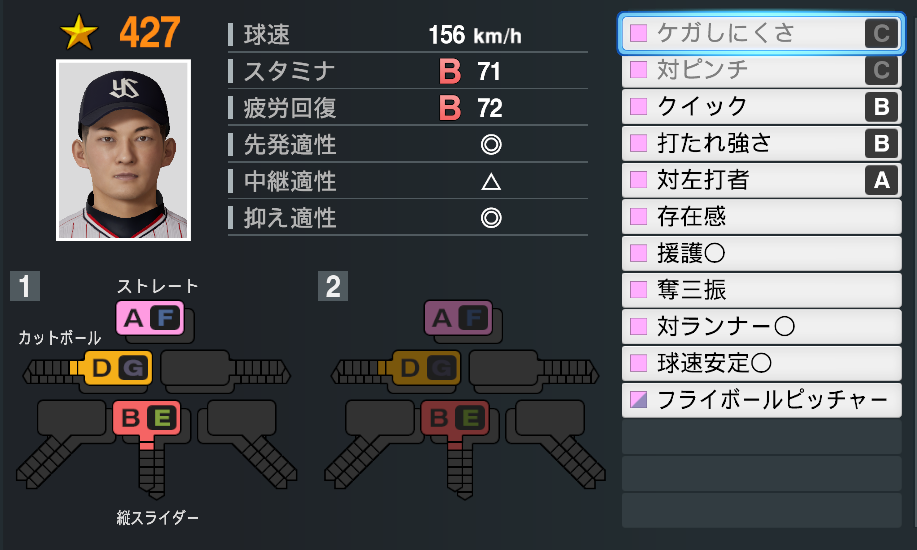 427
YS
球速 156 km/h
スタミナ B 71
疲労回復 B 72
先発適性 ◎
中継適性 △
抑え適性 ◎
ケガしにくさ C
対ピンチ C
クイック B
打たれ強さ B
対左打者 A
存在感
援護〇
奪三振
対ランナー〇
球速安定〇
フライボールピッチャー
1
ストレート
A F
カットボール
D G
B E
縦スライダー
2
A F
D G
B E